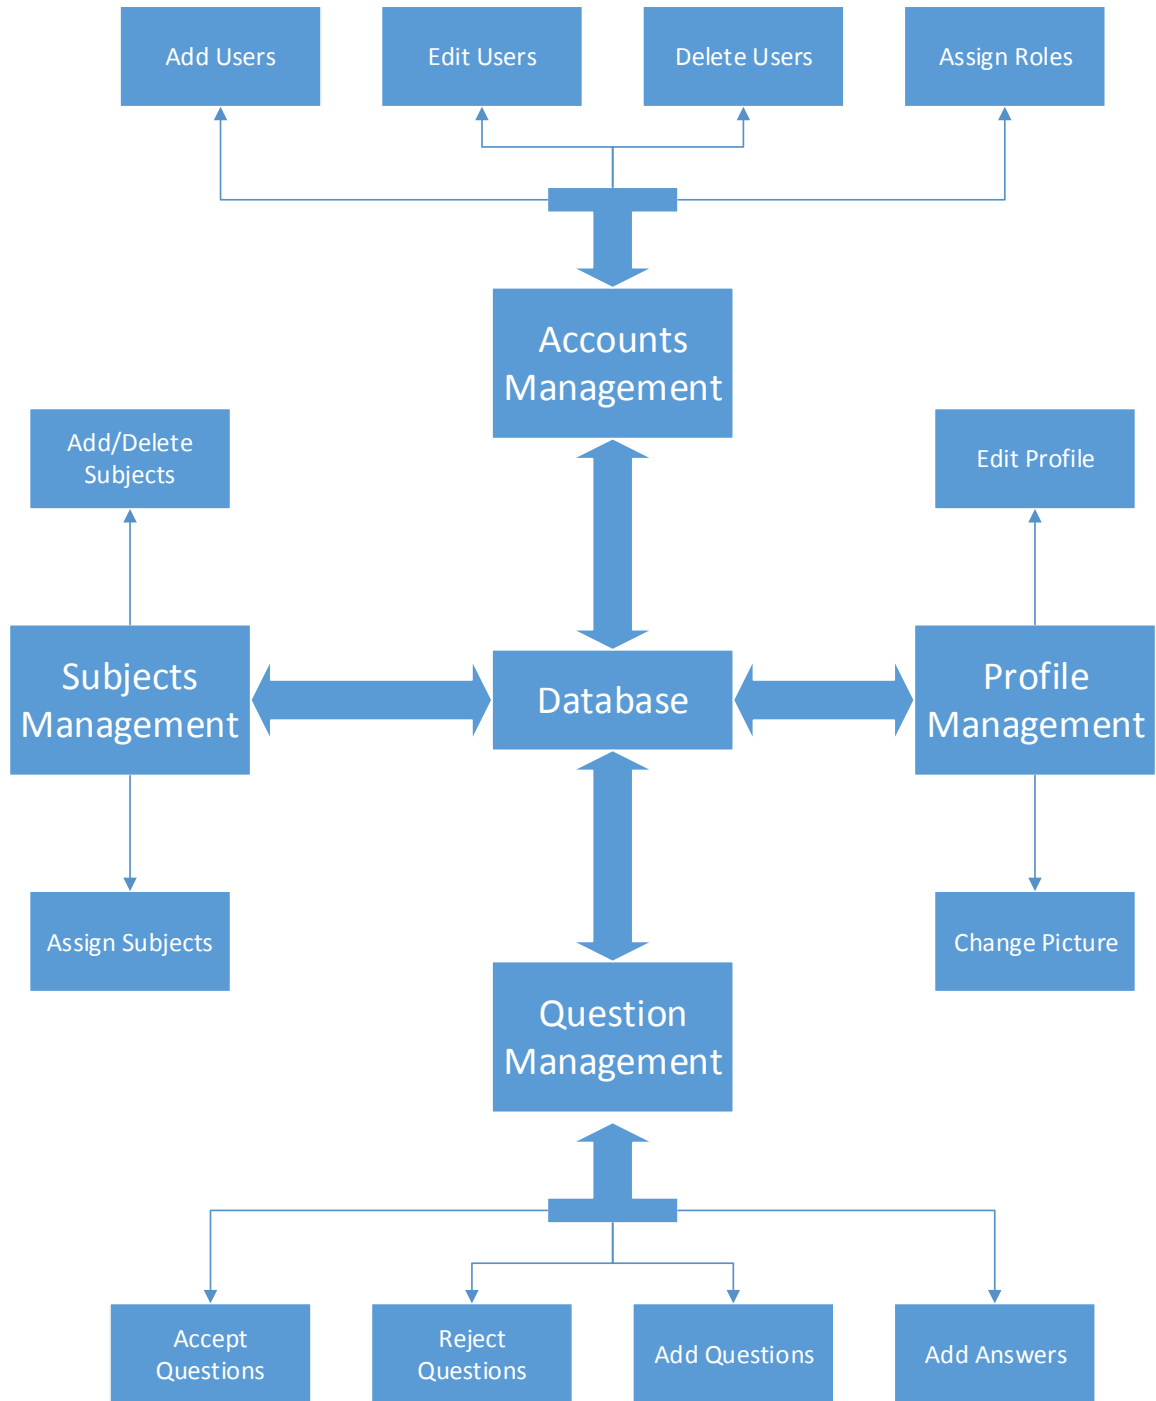 Add Users
Edit Users
Delete Users
Assign Roles
Accounts
Management
Add/Delete
Subjects
Edit Profile
Subjects
Management
Database
Profile
Management
Assign Subjects
Change Picture
Question
Management
Accept
Questions
Reject
Questions
Add Questions
Add Answers